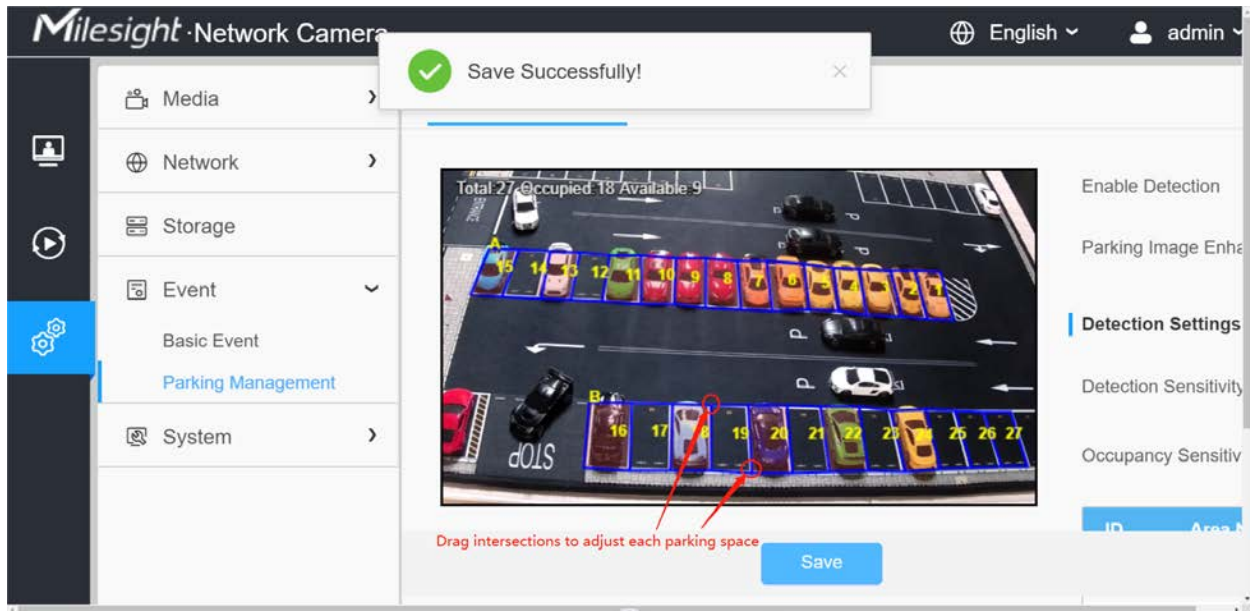 Milesight · Network Camera
English
admin
Save Successfully!
Media
Network
Storage
Event
Basic Event
Parking Management
System
Total:27 Occupied:18 Available:9
ENTRANCE
P
P
A
15 14 13 12 11 10 9 8 7 6 5 4 3 2 1
P
P
B
16 17 18 19 20 21 22 23 24 25 26 27
STOP
Drag intersections to adjust each parking space
Save
Enable Detection
Parking Image Enha
Detection Settings
Detection Sensitivity
Occupancy Sensitiv
ID Area N